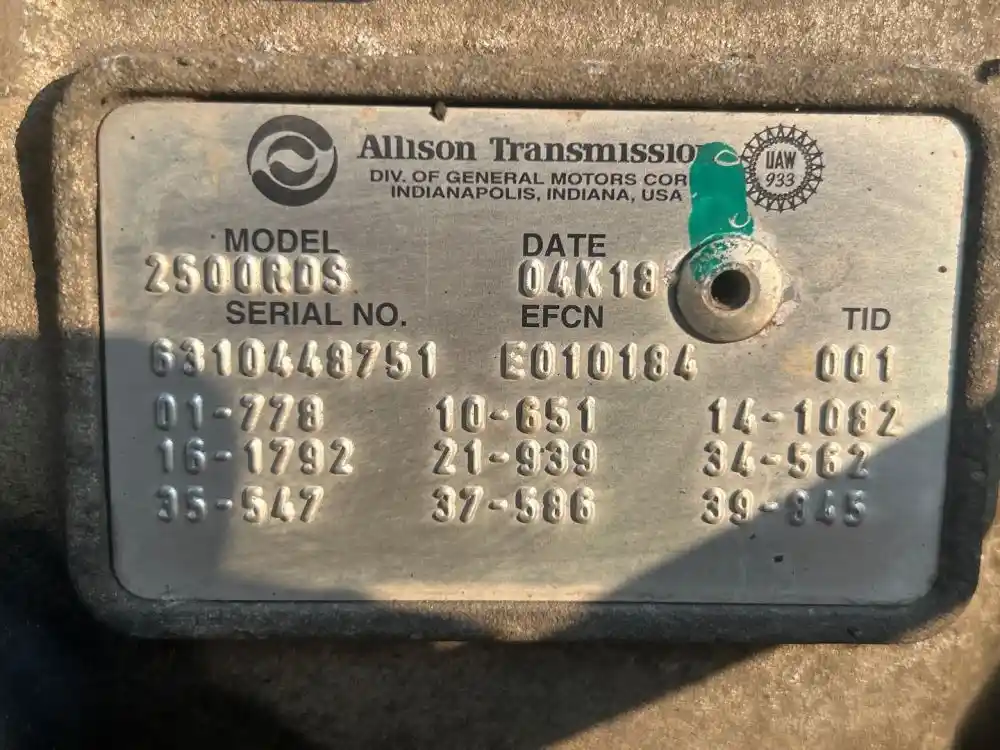 Allison Transmissio
DIV. OF GENERAL MOTORS COR
INDIANAPOLIS, INDIANA, USA
UAW
933
MODEL DATE
2500RDS 04K18
SERIAL NO. EFCN TID
6310448751 E010184 001
01-778 10-651 14-1082
16-1792 21-939 34-562
35-547 37-586 39-845